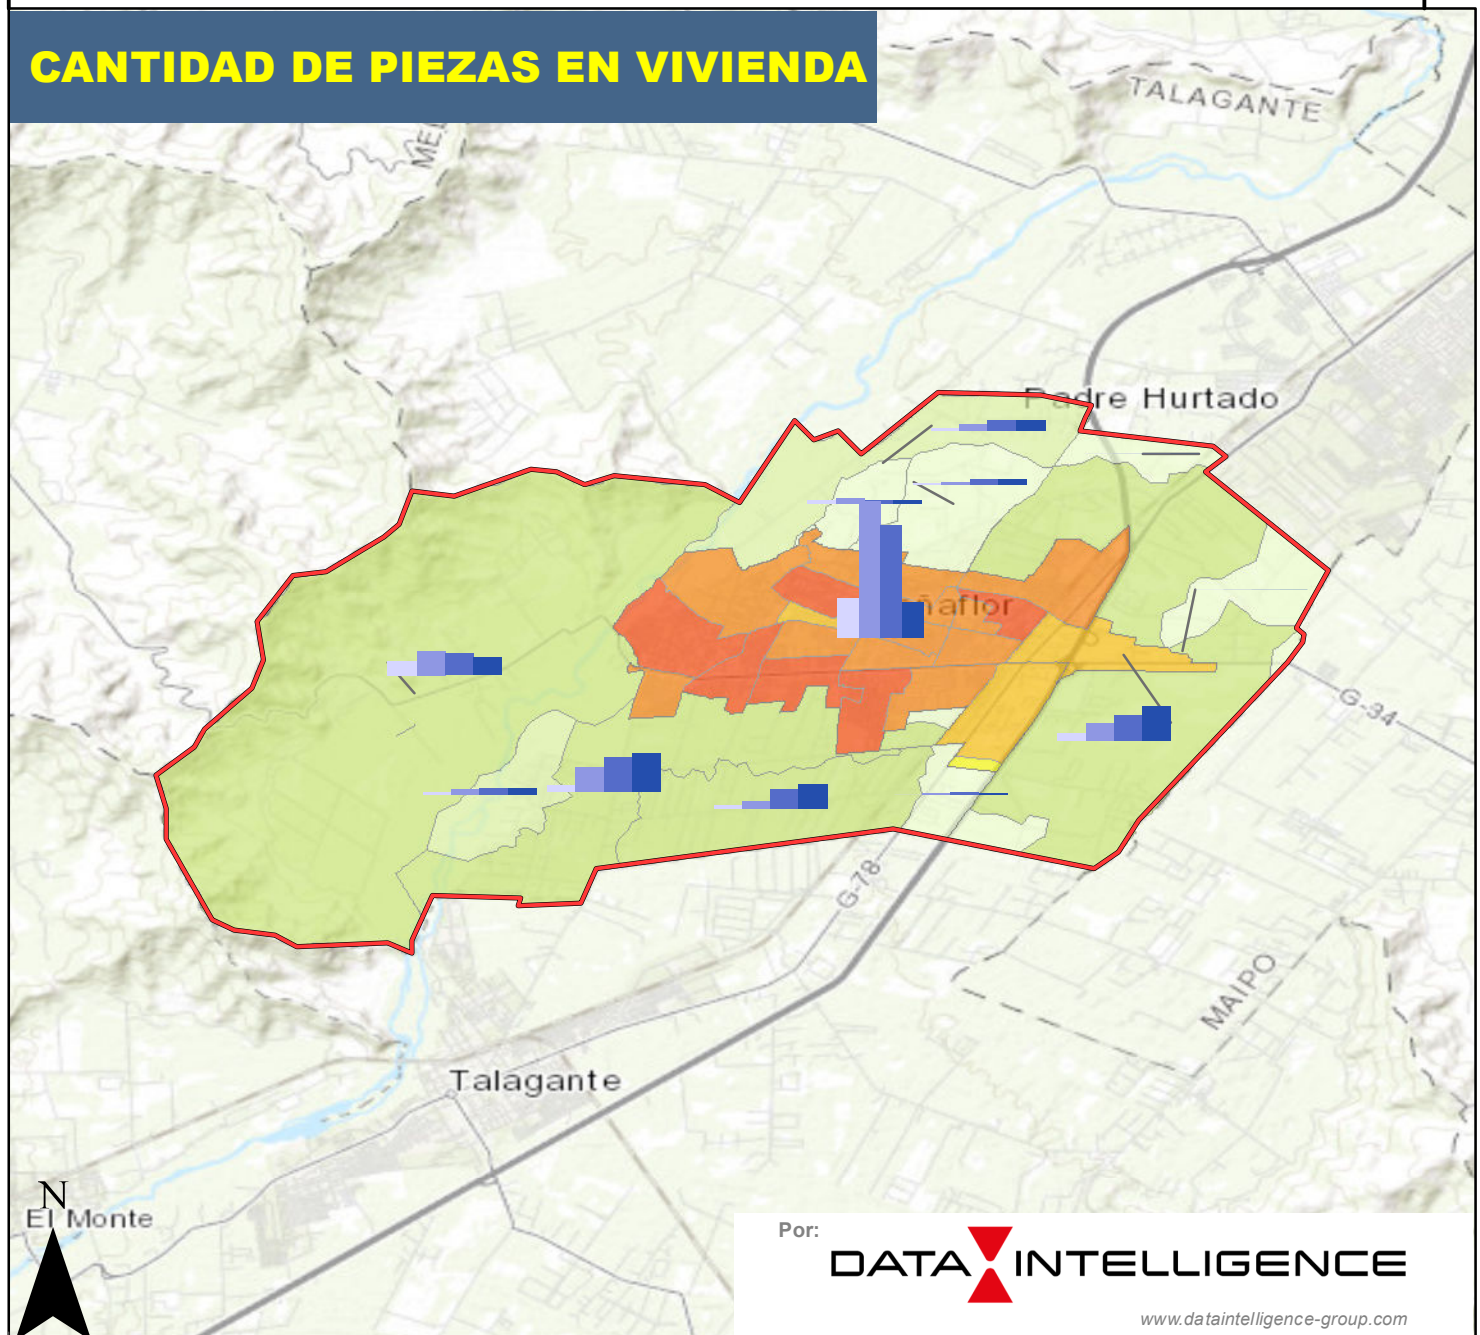 CANTIDAD DE PIEZAS EN VIVIENDA
TALAGANTE
Padre Hurtado
ñaflor
G-34
G-78
MAIPO
Talagante
N
El Monte
Por:
DATA INTELLIGENCE
www.dataintelligence-group.com